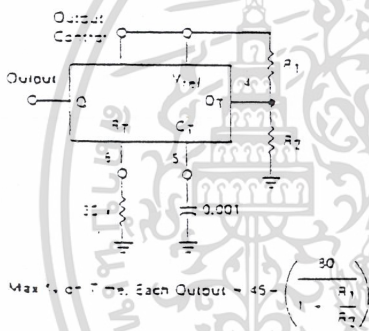 Output
Control
Output
Q
Vref
4
DT
R1
RT
CT
R2
6
5
0.001
Max % on Time, Each Output = 45 - ( 80 / 1 + R1 / R2 )